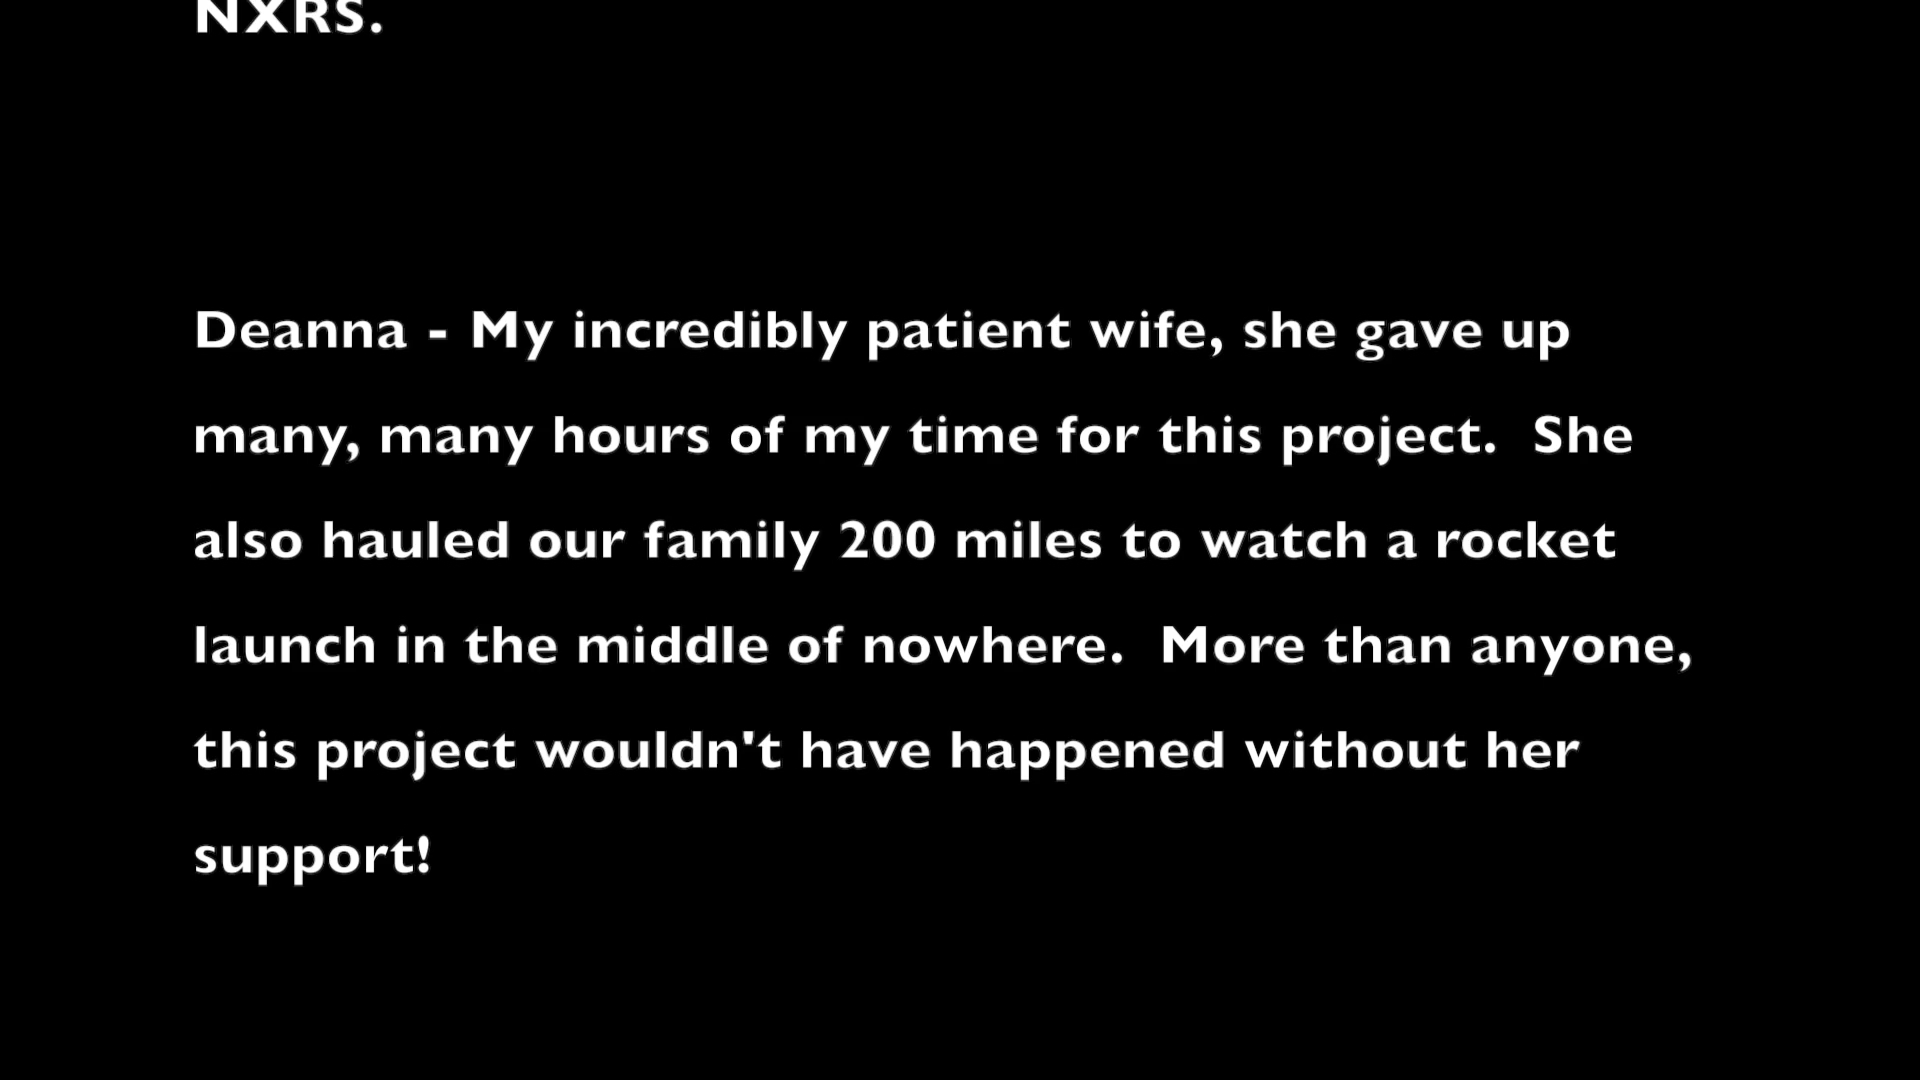 NXRS.
Deanna - My incredibly patient wife, she gave up
many, many hours of my time for this project.  She
also hauled our family 200 miles to watch a rocket
launch in the middle of nowhere.  More than anyone,
this project wouldn't have happened without her
support!